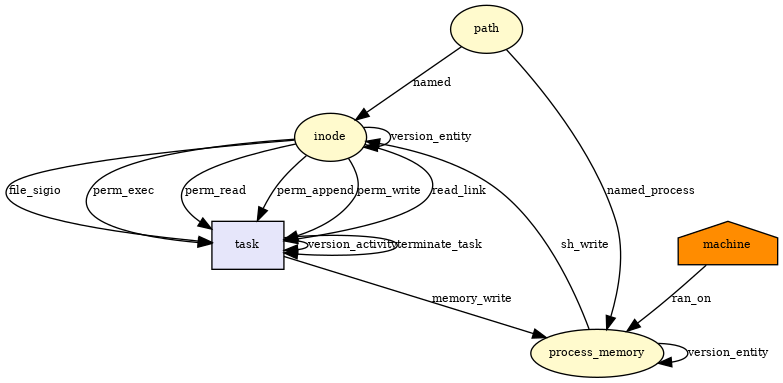 path
named
inode
version_entity
file_sigio
perm_exec
perm_read
perm_append
perm_write
read_link
named_process
task
version_activity
terminate_task
sh_write
machine
memory_write
ran_on
process_memory
version_entity